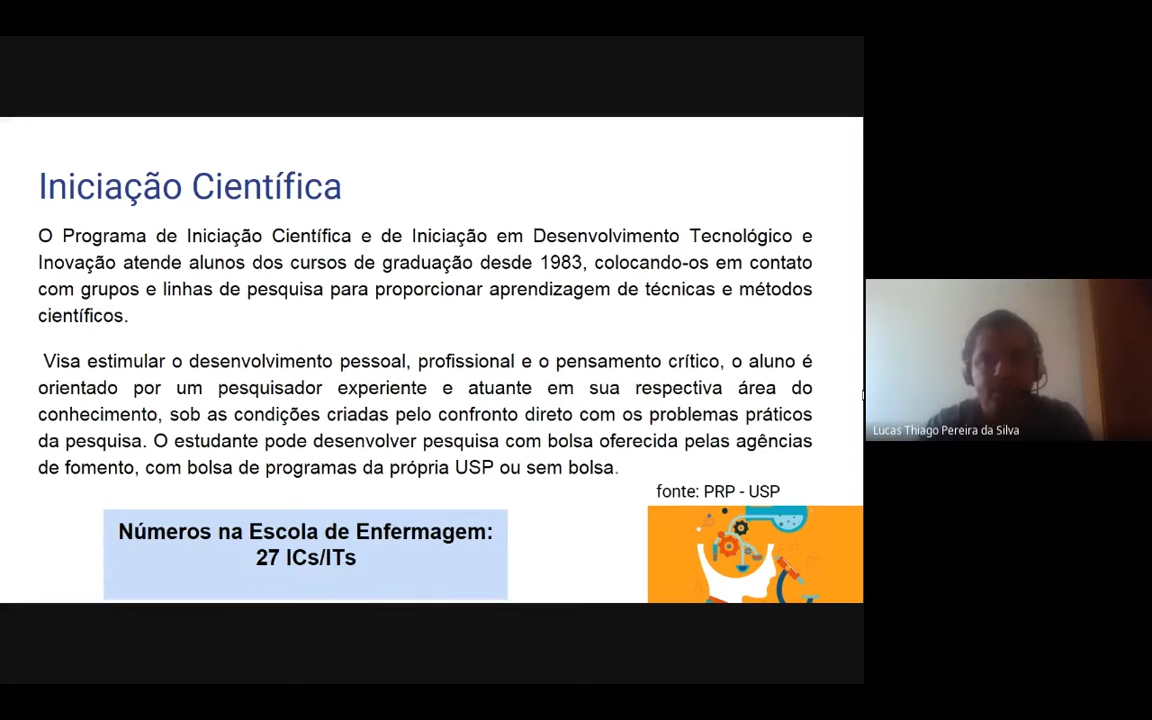 Iniciação Científica
O Programa de Iniciação Científica e de Iniciação em Desenvolvimento Tecnológico e
Inovação atende alunos dos cursos de graduação desde 1983, colocando-os em contato
com grupos e linhas de pesquisa para proporcionar aprendizagem de técnicas e métodos
científicos.
Visa estimular o desenvolvimento pessoal, profissional e o pensamento crítico, o aluno é
orientado por um pesquisador experiente e atuante em sua respectiva área do
conhecimento, sob as condições criadas pelo confronto direto com os problemas práticos
da pesquisa. O estudante pode desenvolver pesquisa com bolsa oferecida pelas agências
de fomento, com bolsa de programas da própria USP ou sem bolsa.
fonte: PRP - USP
Números na Escola de Enfermagem:
27 ICs/ITs
Lucas Thiago Pereira da Silva